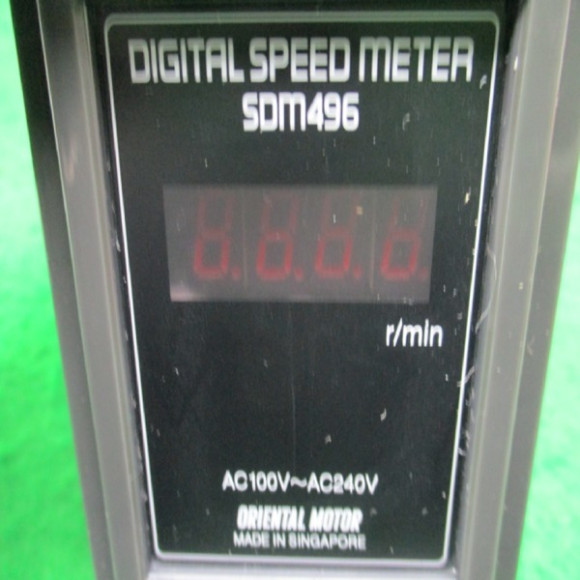 DIGITAL SPEED METER
SDM496
r/min
AC100V~AC240V
ORIENTAL MOTOR
MADE IN SINGAPORE